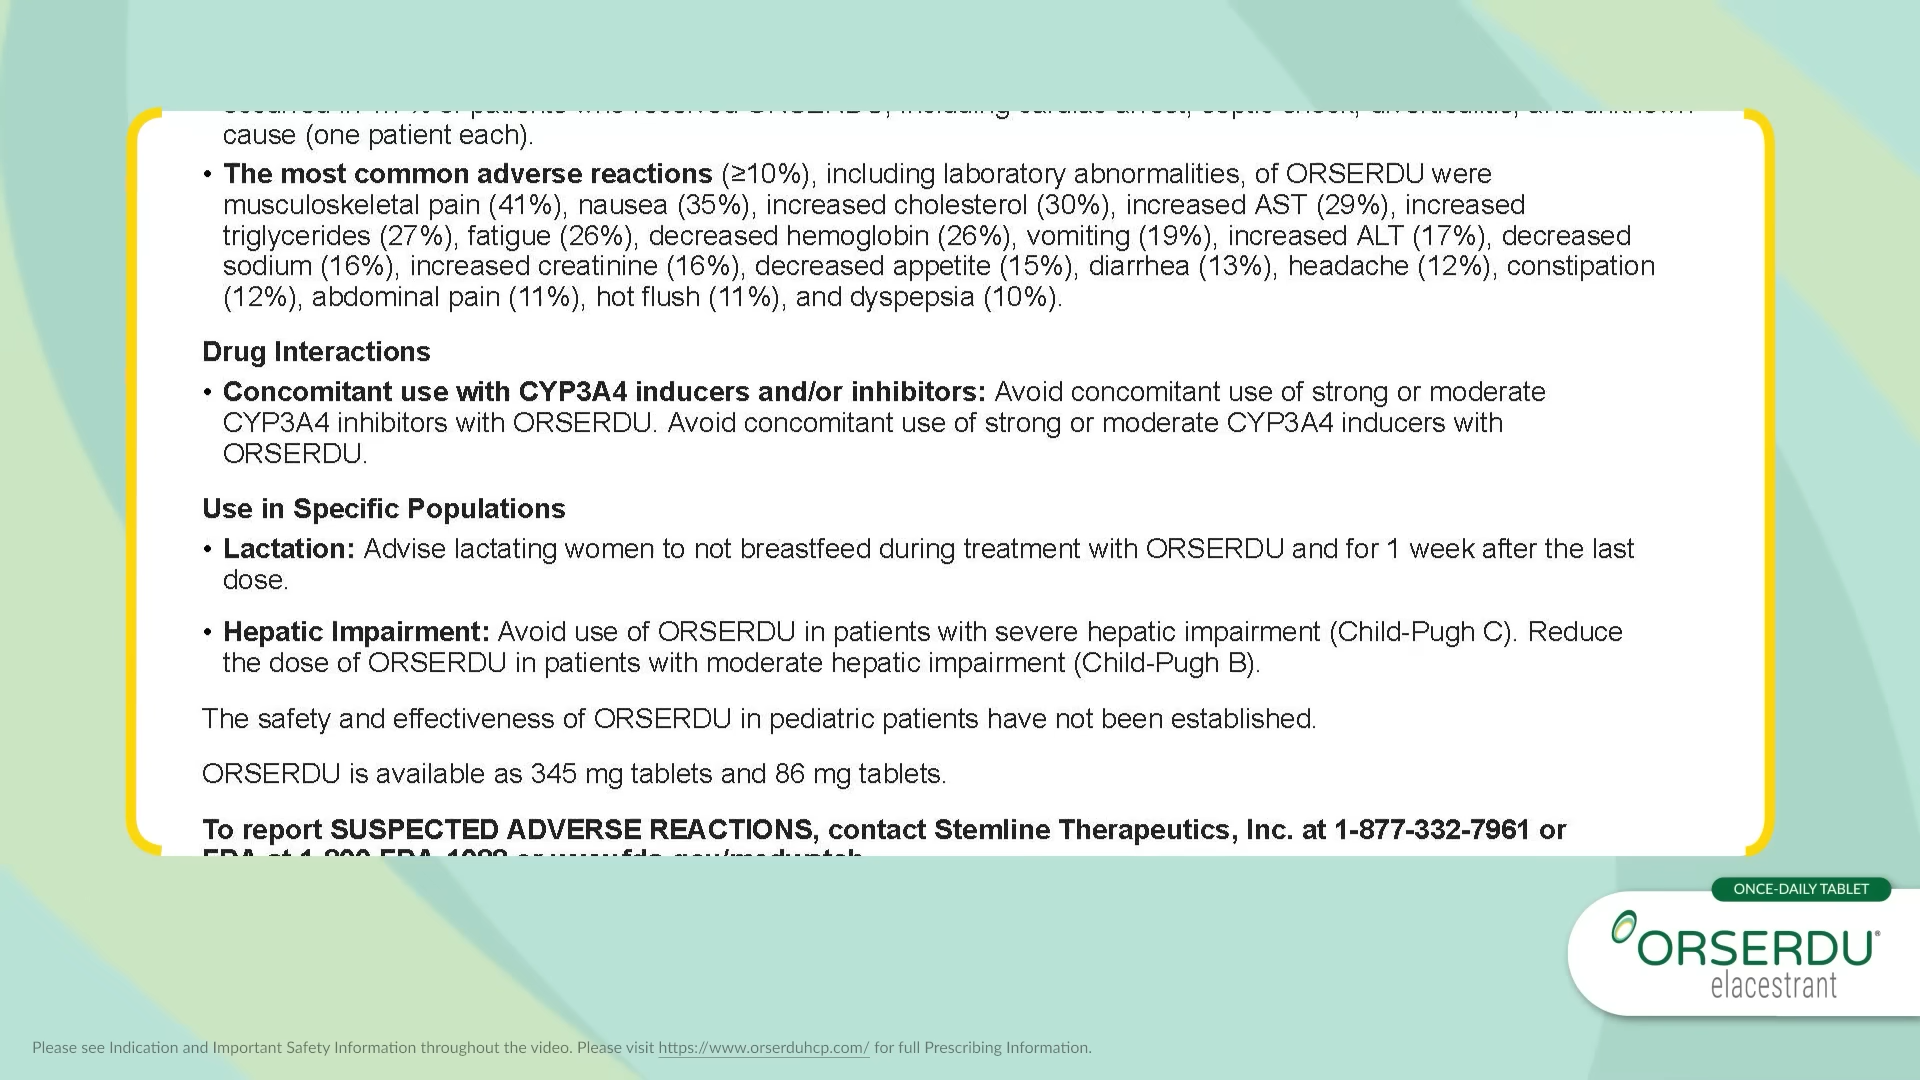 cause (one patient each).
• The most common adverse reactions (≥10%), including laboratory abnormalities, of ORSERDU were
musculoskeletal pain (41%), nausea (35%), increased cholesterol (30%), increased AST (29%), increased
triglycerides (27%), fatigue (26%), decreased hemoglobin (26%), vomiting (19%), increased ALT (17%), decreased
sodium (16%), increased creatinine (16%), decreased appetite (15%), diarrhea (13%), headache (12%), constipation
(12%), abdominal pain (11%), hot flush (11%), and dyspepsia (10%).
Drug Interactions
• Concomitant use with CYP3A4 inducers and/or inhibitors: Avoid concomitant use of strong or moderate
CYP3A4 inhibitors with ORSERDU. Avoid concomitant use of strong or moderate CYP3A4 inducers with
ORSERDU.
Use in Specific Populations
• Lactation: Advise lactating women to not breastfeed during treatment with ORSERDU and for 1 week after the last
dose.
• Hepatic Impairment: Avoid use of ORSERDU in patients with severe hepatic impairment (Child-Pugh C). Reduce
the dose of ORSERDU in patients with moderate hepatic impairment (Child-Pugh B).
The safety and effectiveness of ORSERDU in pediatric patients have not been established.
ORSERDU is available as 345 mg tablets and 86 mg tablets.
To report SUSPECTED ADVERSE REACTIONS, contact Stemline Therapeutics, Inc. at 1-877-332-7961 or
ONCE-DAILY TABLET
ORSERDU®
elacestrant
Please see Indication and Important Safety Information throughout the video. Please visit https://www.orserduhcp.com/ for full Prescribing Information.